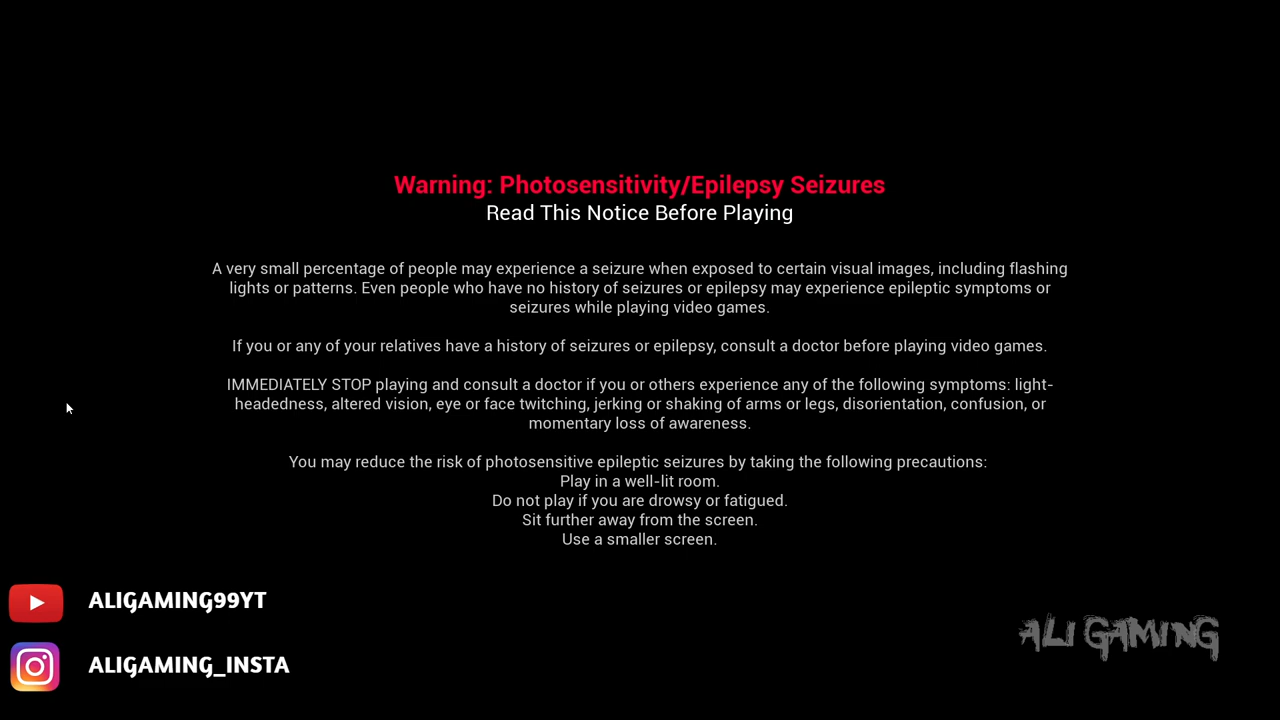 Warning: Photosensitivity/Epilepsy Seizures
Read This Notice Before Playing
A very small percentage of people may experience a seizure when exposed to certain visual images, including flashing
lights or patterns. Even people who have no history of seizures or epilepsy may experience epileptic symptoms or
seizures while playing video games.
If you or any of your relatives have a history of seizures or epilepsy, consult a doctor before playing video games.
IMMEDIATELY STOP playing and consult a doctor if you or others experience any of the following symptoms: light-
headedness, altered vision, eye or face twitching, jerking or shaking of arms or legs, disorientation, confusion, or
momentary loss of awareness.
You may reduce the risk of photosensitive epileptic seizures by taking the following precautions:
Play in a well-lit room.
Do not play if you are drowsy or fatigued.
Sit further away from the screen.
Use a smaller screen.
ALIGAMING99YT
ALIGAMING_INSTA
ALI GAMING